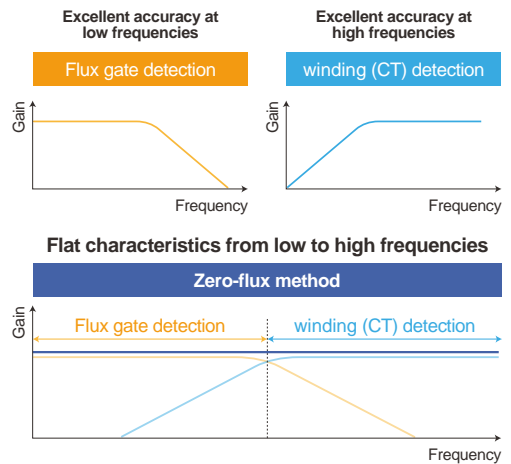 Excellent accuracy at
low frequencies
Flux gate detection
Gain
Frequency
Excellent accuracy at
high frequencies
winding (CT) detection
Gain
Frequency
Flat characteristics from low to high frequencies
Zero-flux method
Gain
Flux gate detection
winding (CT) detection
Frequency